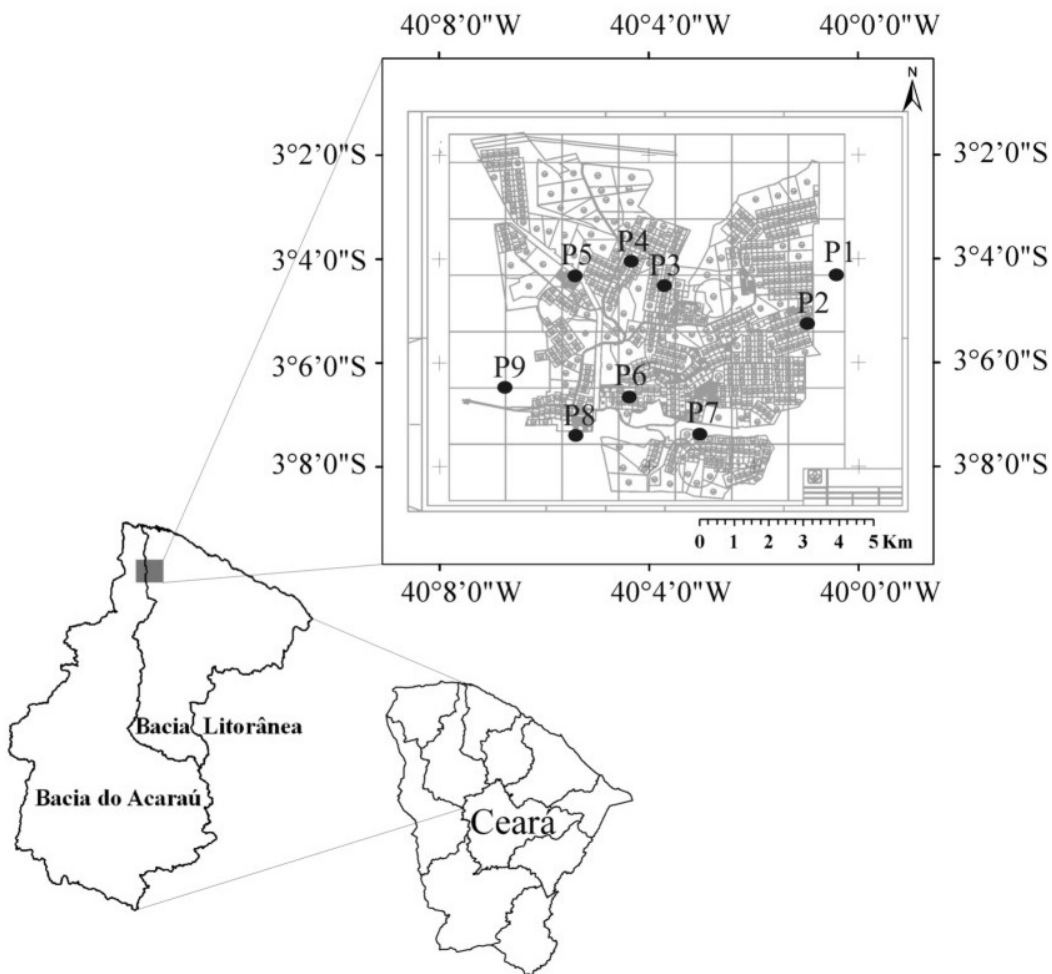 40°8’0"W 40°4’0"W 40°0’0"W
N
3°2’0"S 3°2’0"S
P4
P5 P3 P1
3°4’0"S 3°4’0"S
P2
3°6’0"S 3°6’0"S
P9 P6
P8 P7
3°8’0"S 3°8’0"S
0 1 2 3 4 5 Km
40°8’0"W 40°4’0"W 40°0’0"W
Bacia Litorânea
Bacia do Acaraú
Ceará